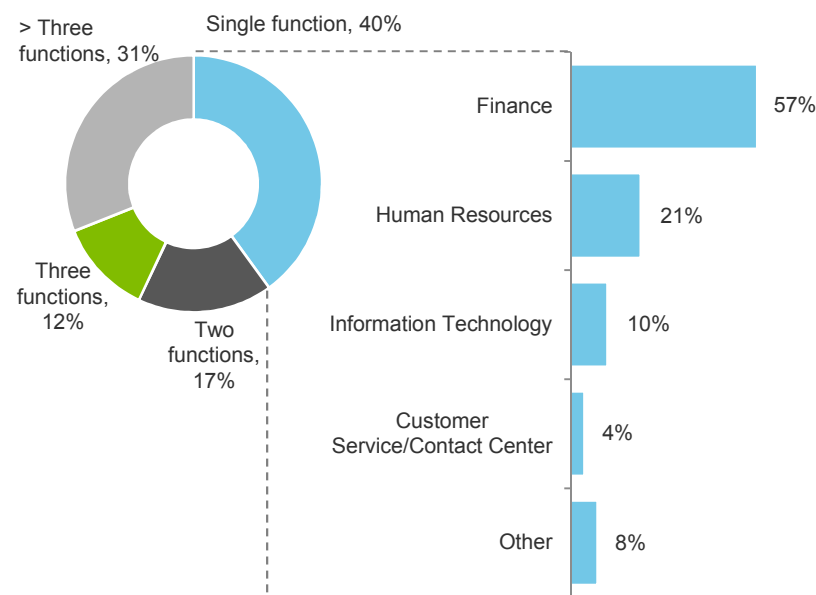 > Three
functions, 31%
Single function, 40%
Three
functions,
12%
Two
functions,
17%
Finance
57%
Human Resources
21%
Information Technology
10%
Customer
Service/Contact Center
4%
Other
8%